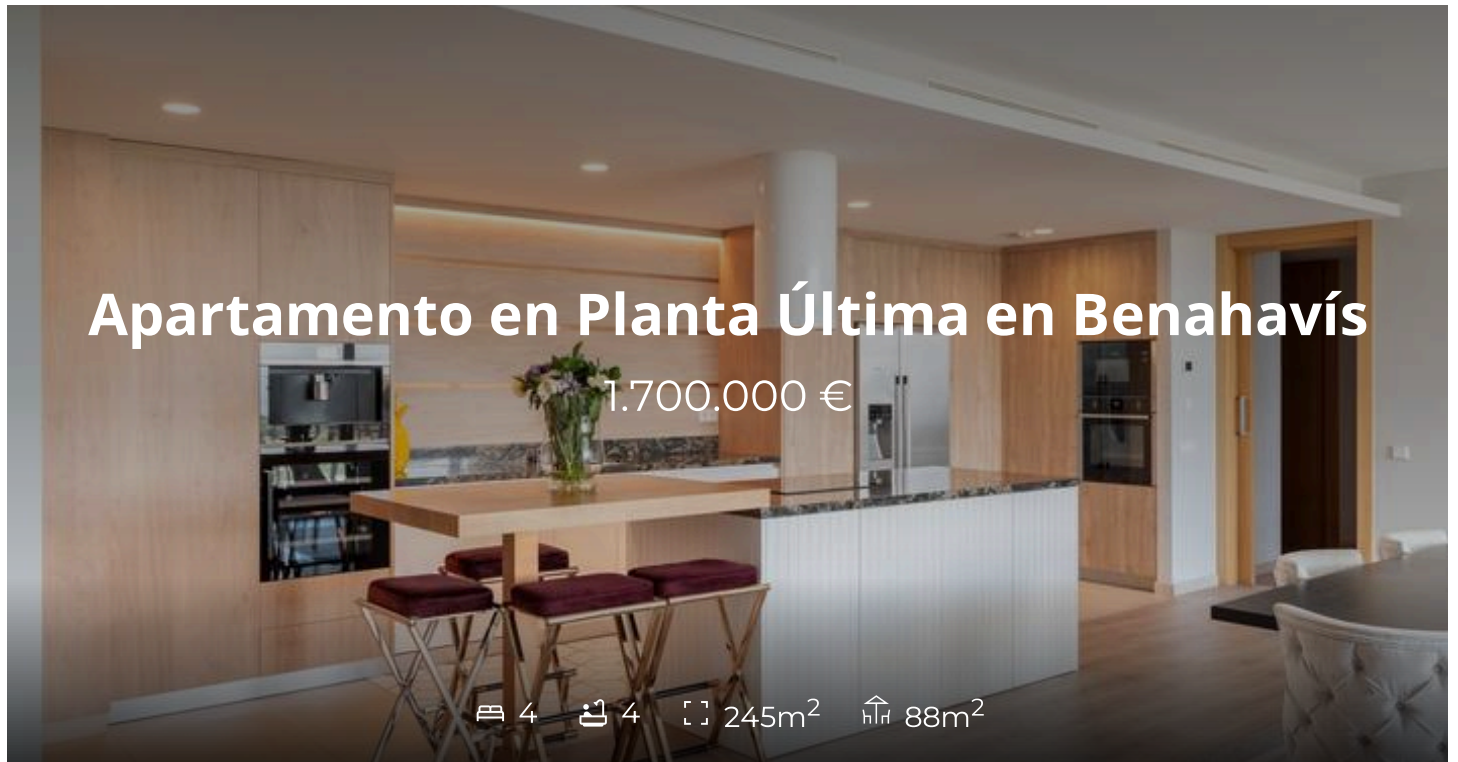 Apartamento en Planta Última en Benahavís
1.700.000 €
4 4 245m² 88m²